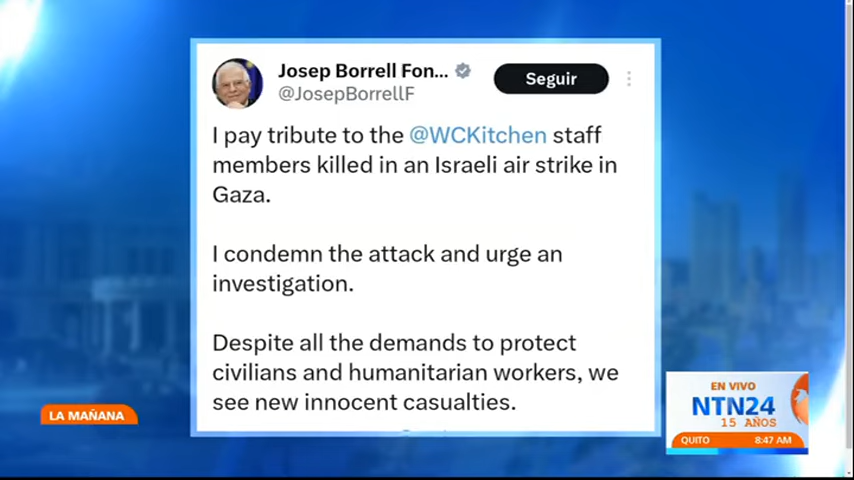 Josep Borrell Fon...
@JosepBorrellF
Seguir
I pay tribute to the @WCKitchen staff
members killed in an Israeli air strike in
Gaza.
I condemn the attack and urge an
investigation.
Despite all the demands to protect
civilians and humanitarian workers, we
see new innocent casualties.
LA MAÑANA
EN VIVO
NTN24
15 AÑOS
QUITO 8:47 AM